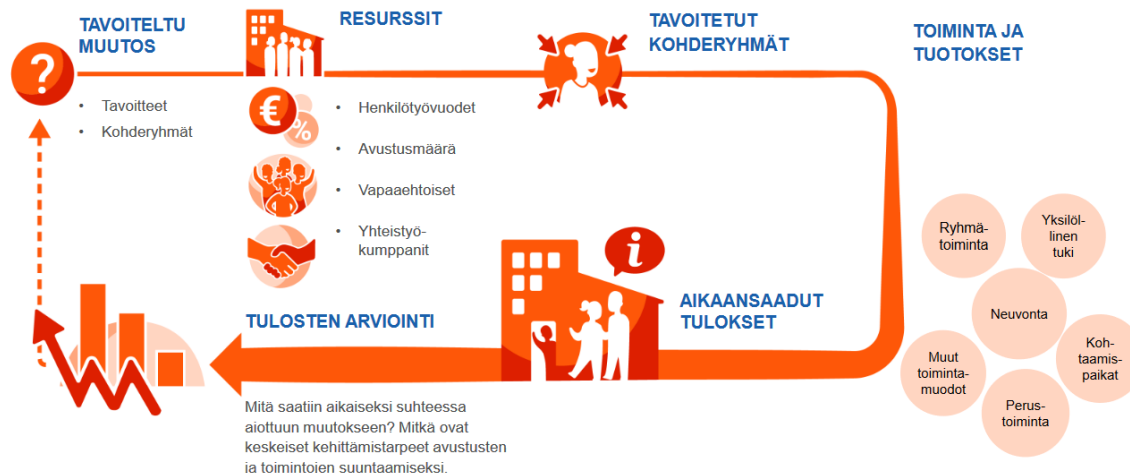 TAVOITELTU
MUUTOS
• Tavoitteet
• Kohderyhmät
RESURSSIT
• Henkilötyövuodet
• Avustusmäärä
• Vapaaehtoiset
• Yhteistyö-
kumppanit
TAVOITETUT
KOHDERYHMÄT
TOIMINTA JA
TUOTOKSET
Ryhmä-
toiminta
Yksilöl-
linen
tuki
Neuvonta
Muut
toiminta-
muodot
Koh-
taamis-
paikat
Perus-
toiminta
AIKAANSAADUT
TULOKSET
TULOSTEN ARVIOINTI
Mitä saatiin aikaiseksi suhteessa
aiottuun muutokseen? Mitkä ovat
keskeiset kehittämistarpeet avustusten
ja toimintojen suuntaamiseksi.
?
€
%
i